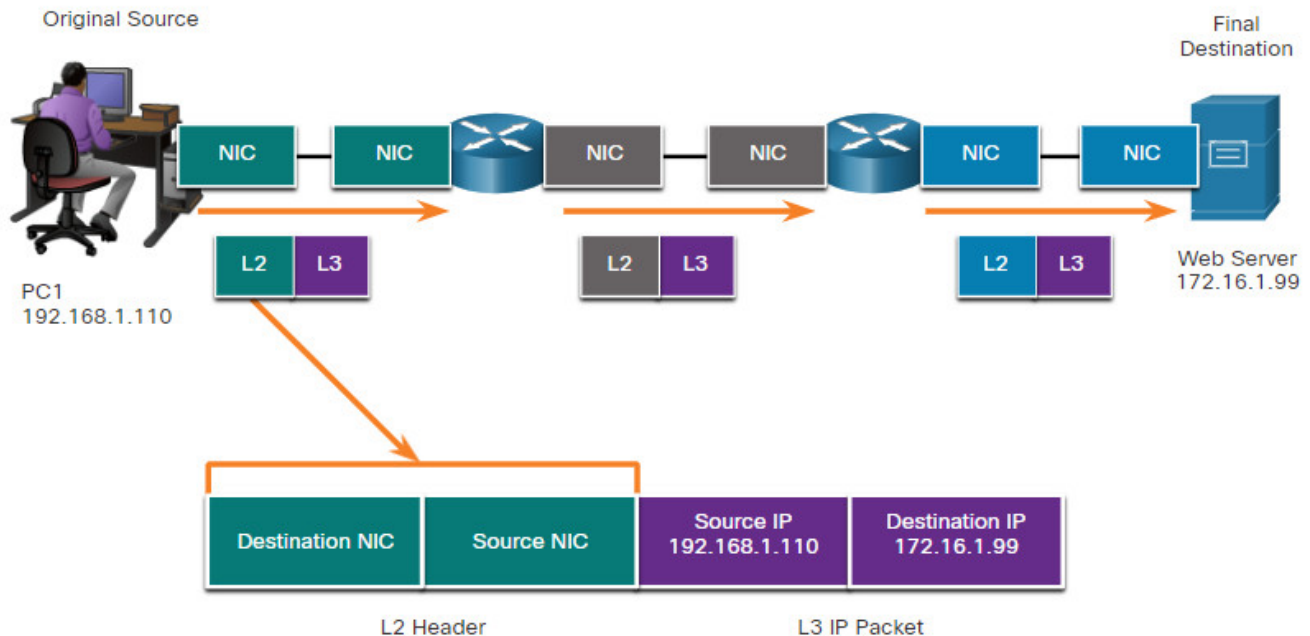 Original Source
Final
Destination
NIC
NIC
NIC
NIC
NIC
NIC
L2
L3
L2
L3
L2
L3
PC1
192.168.1.110
Web Server
172.16.1.99
Destination NIC
Source NIC
Source IP
192.168.1.110
Destination IP
172.16.1.99
L2 Header
L3 IP Packet